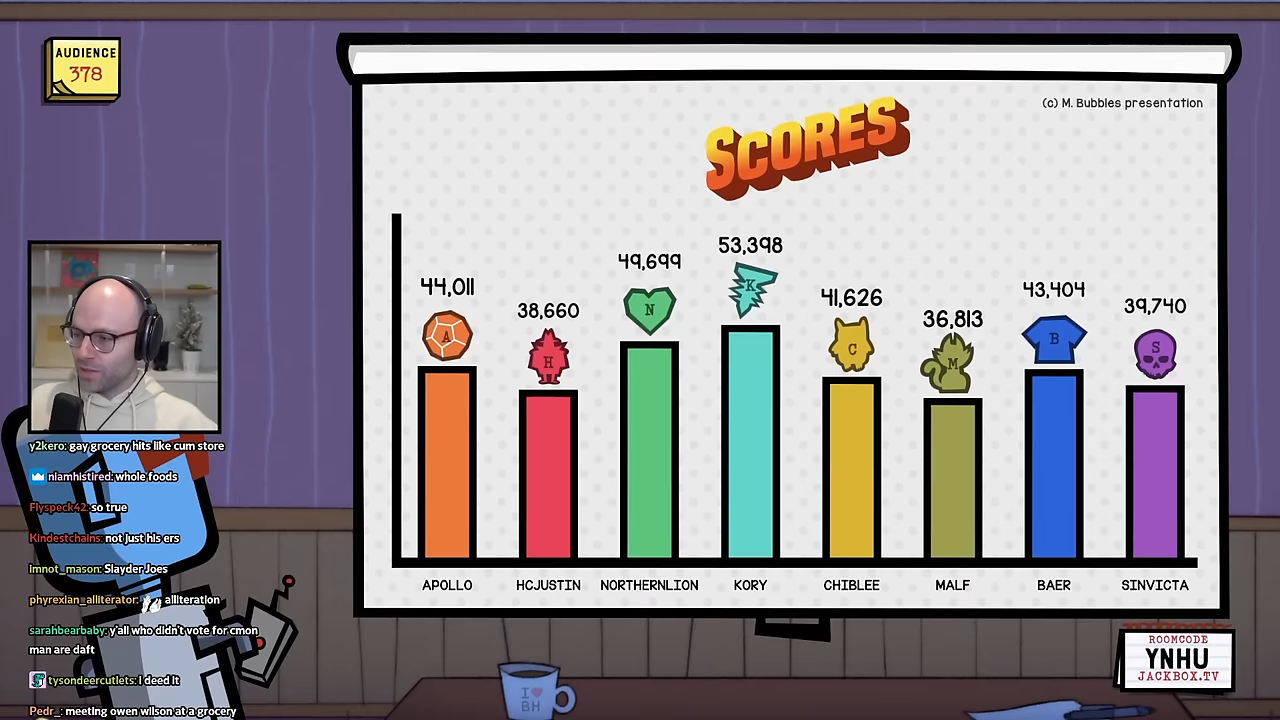 AUDIENCE
378
(c) M. Bubbles presentation
SCORES
44,011
38,660
49,699
53,398
41,626
36,813
43,404
39,740
A
H
N
K
C
M
B
S
APOLLO
HCJUSTIN
NORTHERNLION
KORY
CHIBLEE
MALF
BAER
SINVICTA
y2kero: gay grocery hits like cum store
niamhistired: whole foods
Flyspeck42: so true
Kindestchains: not just his ers
imnot_mason: Slayder Joes
phyrexian_alliterator: alliteration
sarahbearbaby: y'all who didn't vote for cmon
man are daft
tysondeercutlets: I deed it
Pedr_: meeting owen wilson at a grocery
I ♥
BH
ROOMCODE
YNHU
JACKBOX.TV